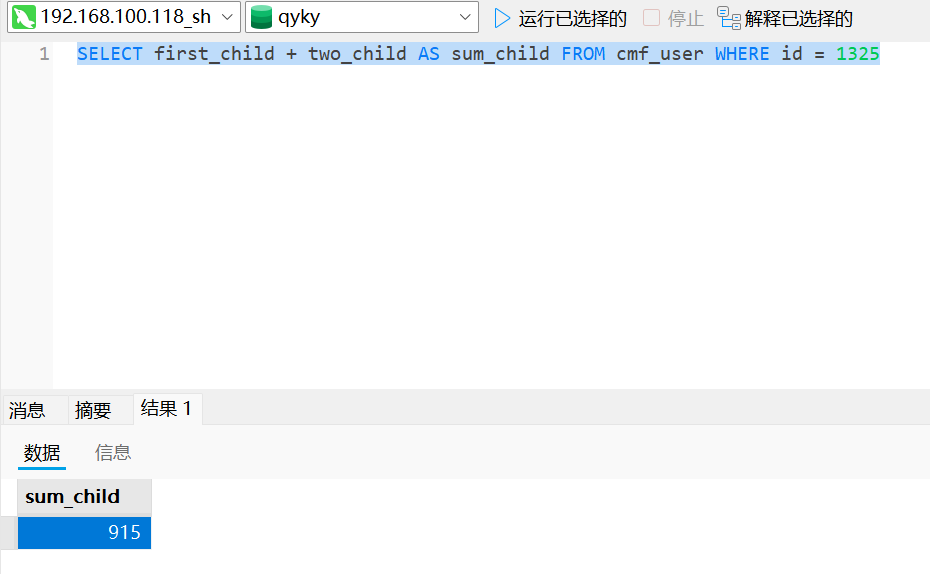 192.168.100.118_sh qyky 运行已选择的 停止 解释已选择的
1 SELECT first_child + two_child AS sum_child FROM cmf_user WHERE id = 1325
消息 摘要 结果 1
数据 信息
sum_child
915